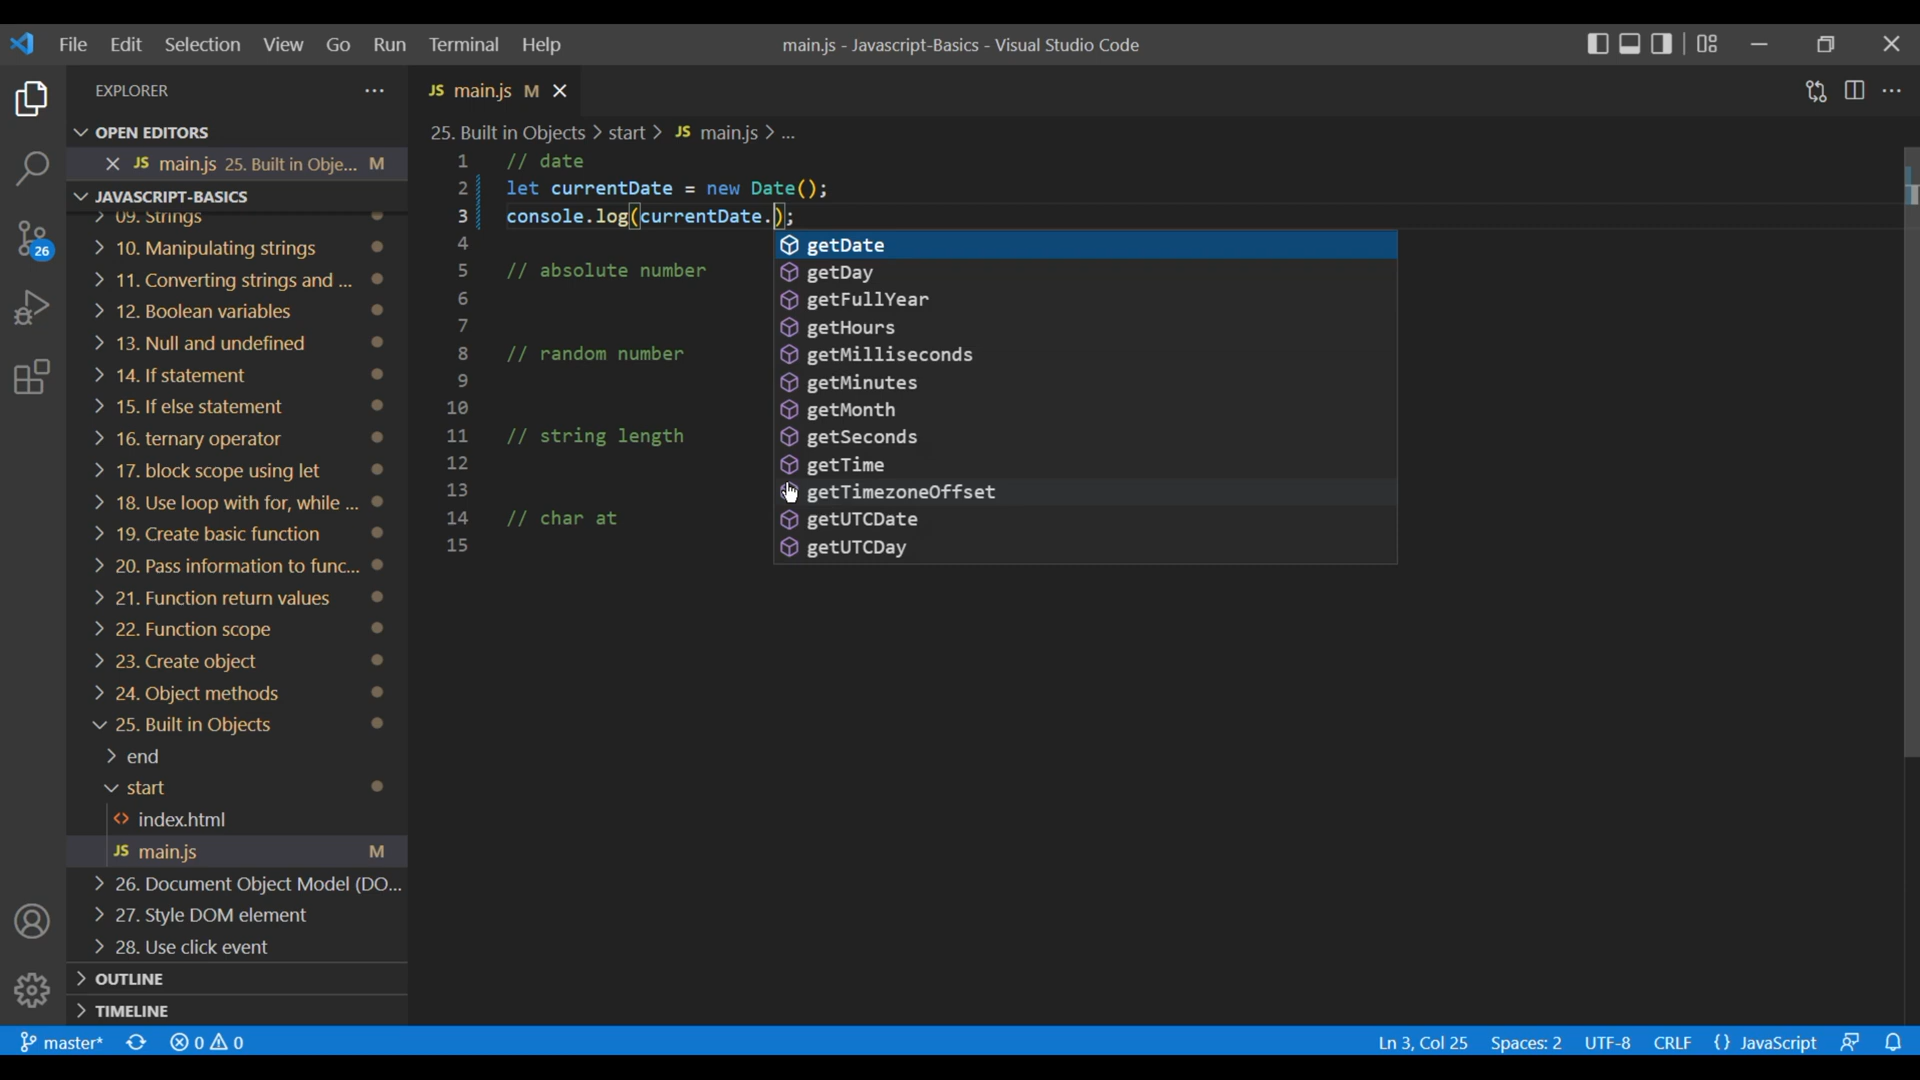 File Edit Selection View Go Run Terminal Help
main.js - Javascript-Basics - Visual Studio Code
EXPLORER
OPEN EDITORS
JS main.js 25. Built in Obje... M
JAVASCRIPT-BASICS
09. Strings
10. Manipulating strings
11. Converting strings and ...
12. Boolean variables
13. Null and undefined
14. If statement
15. If else statement
16. ternary operator
17. block scope using let
18. Use loop with for, while ...
19. Create basic function
20. Pass information to func...
21. Function return values
22. Function scope
23. Create object
24. Object methods
25. Built in Objects
end
start
index.html
JS main.js M
26. Document Object Model (DO...
27. Style DOM element
28. Use click event
OUTLINE
TIMELINE
JS main.js M
25. Built in Objects > start > JS main.js > ...
1 // date
2 let currentDate = new Date();
3 console.log(currentDate.);
4
5 // absolute number
6
7
8 // random number
9
10
11 // string length
12
13
14 // char at
15
getDate
getDay
getFullYear
getHours
getMilliseconds
getMinutes
getMonth
getSeconds
getTime
getTimezoneOffset
getUTCDate
getUTCDay
26
master* 0 0
Ln 3, Col 25 Spaces: 2 UTF-8 CRLF {} JavaScript